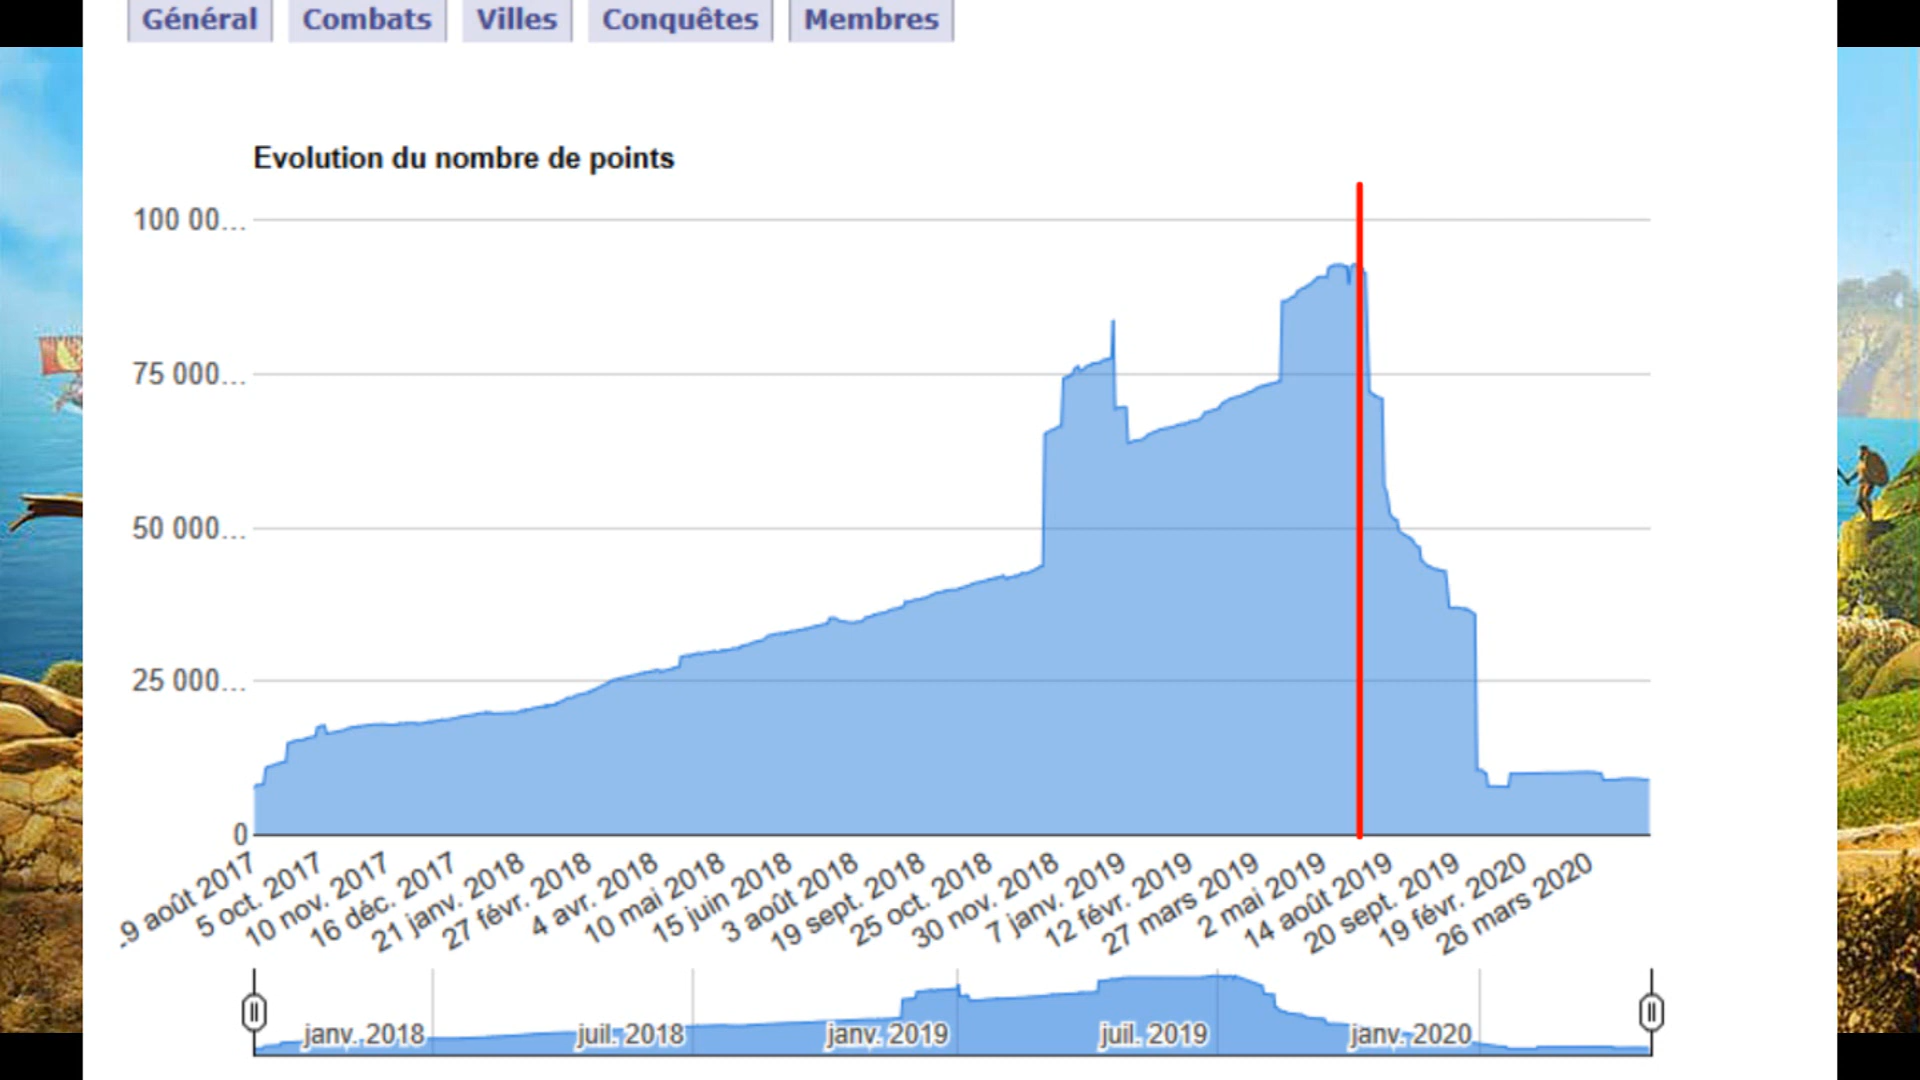 Général Combats Villes Conquêtes Membres
Evolution du nombre de points
100 00...
75 000...
50 000...
25 000...
0
.9 août 2017 5 oct. 2017 10 nov. 2017 16 déc. 2017 21 janv. 2018 27 févr. 2018 4 avr. 2018 10 mai 2018 15 juin 2018 3 août 2018 19 sept. 2018 25 oct. 2018 30 nov. 2018 7 janv. 2019 12 févr. 2019 27 mars 2019 2 mai 2019 14 août 2019 20 sept. 2019 19 févr. 2020 26 mars 2020
janv. 2018 juil. 2018 janv. 2019 juil. 2019 janv. 2020